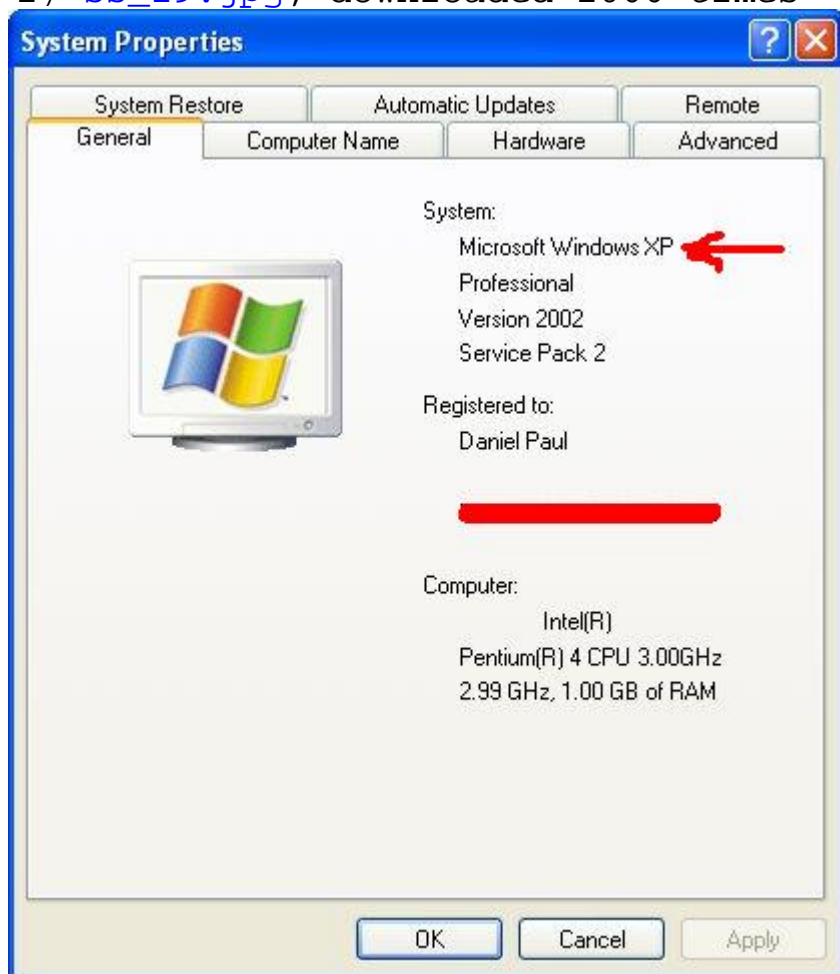 System Properties
System Restore Automatic Updates Remote
General Computer Name Hardware Advanced
System:
Microsoft Windows XP
Professional
Version 2002
Service Pack 2
Registered to:
Daniel Paul
Computer:
Intel(R)
Pentium(R) 4 CPU 3.00GHz
2.99 GHz, 1.00 GB of RAM
OK Cancel Apply